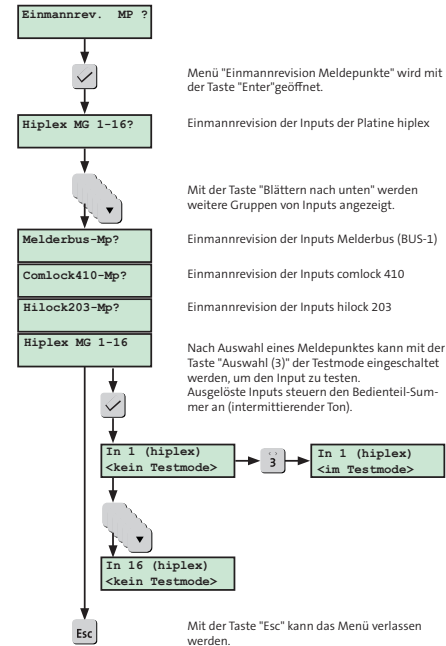 Einmannrev. MP ?
Menü "Einmannrevision Meldepunkte" wird mit
der Taste "Enter"geöffnet.
Hiplex MG 1-16?
Einmannrevision der Inputs der Platine hiplex
Mit der Taste "Blättern nach unten" werden
weitere Gruppen von Inputs angezeigt.
Melderbus-Mp?
Einmannrevision der Inputs Melderbus (BUS-1)
Comlock410-Mp?
Einmannrevision der Inputs comlock 410
Hilock203-Mp?
Einmannrevision der Inputs hilock 203
Hiplex MG 1-16
Nach Auswahl eines Meldepunktes kann mit der
Taste "Auswahl (3)" der Testmode eingeschaltet
werden, um den Input zu testen.
Ausgelöste Inputs steuern den Bedienteil-Sum-
mer an (intermittierender Ton).
In 1 (hiplex)
<kein Testmode>
3
In 1 (hiplex)
<im Testmode>
In 16 (hiplex)
<kein Testmode>
Esc
Mit der Taste "Esc" kann das Menü verlassen
werden.